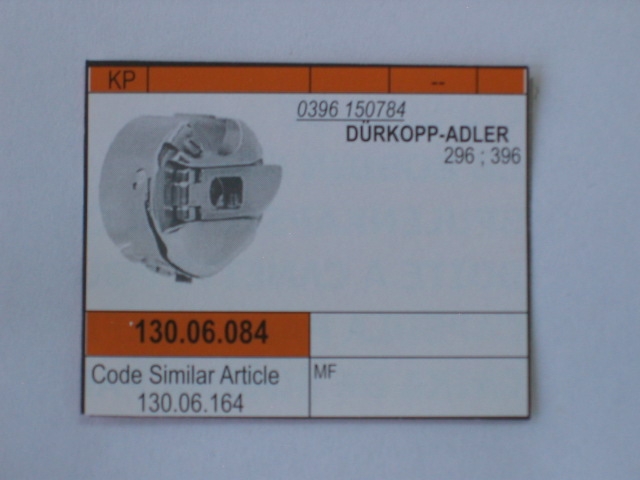 KP --
0396 150784
DÜRKOPP-ADLER
296 ; 396
130.06.084
Code Similar Article
130.06.164
MF